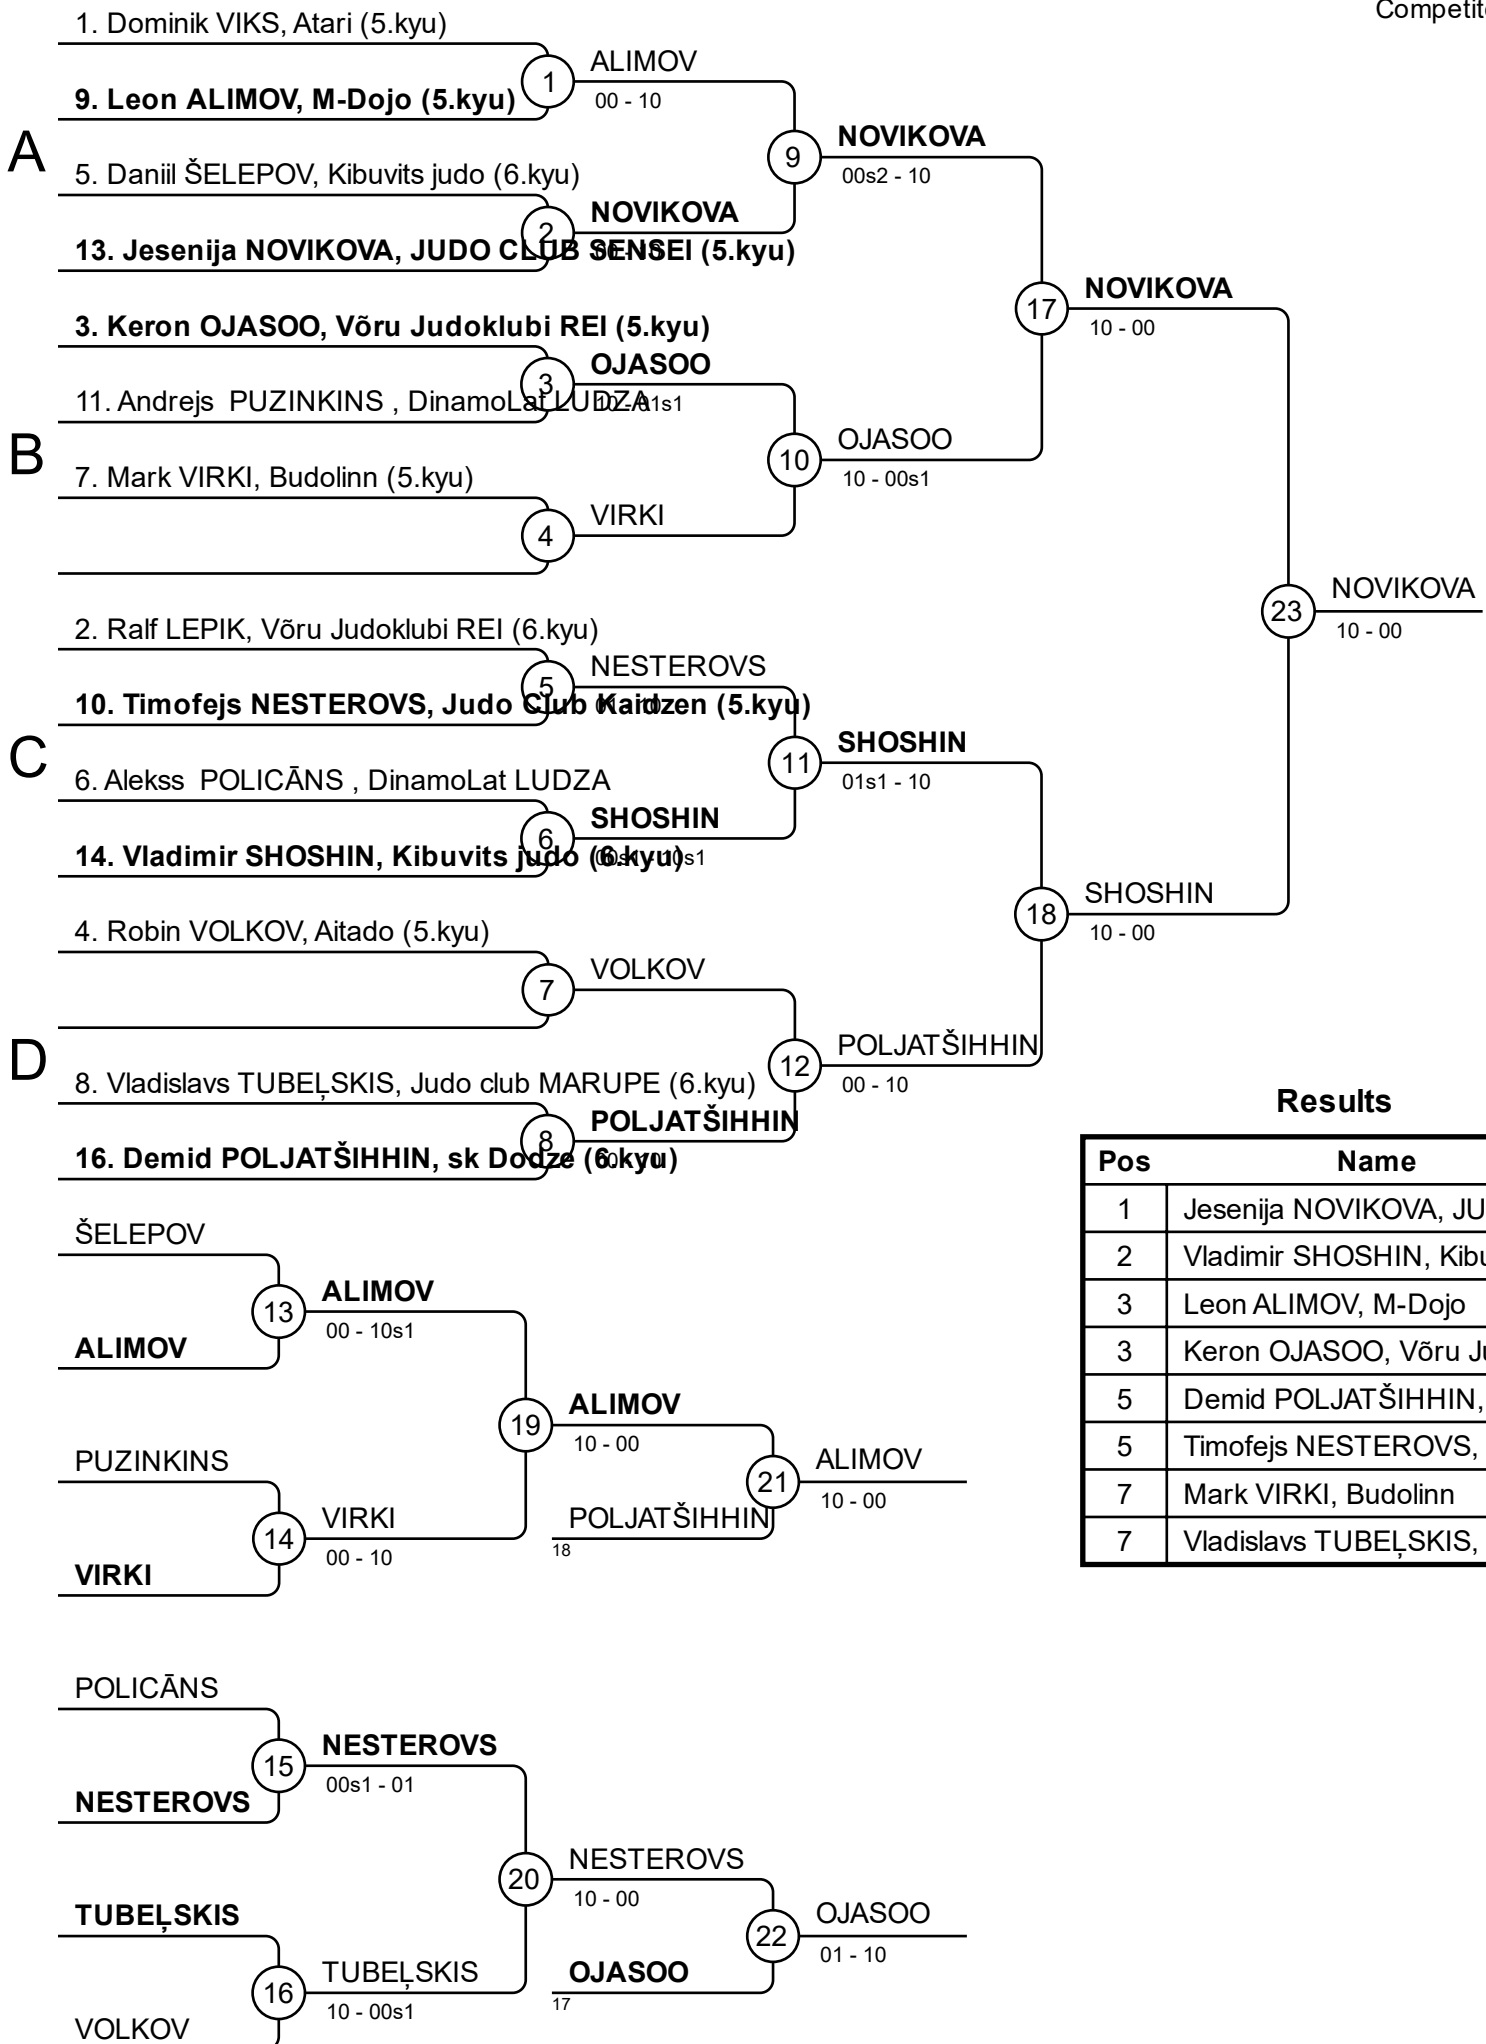 Competit
1. Dominik VIKS, Atari (5.kyu)
1
ALIMOV
00 - 10
9. Leon ALIMOV, M-Dojo (5.kyu)
A
9
NOVIKOVA
00s2 - 10
5. Daniil ŠELEPOV, Kibuvits judo (6.kyu)
2
NOVIKOVA
13. Jesenija NOVIKOVA, JUDO CLUB SENSEI (5.kyu)
17
NOVIKOVA
10 - 00
3. Keron OJASOO, Võru Judoklubi REI (5.kyu)
3
OJASOO
10 - 01s1
11. Andrejs PUZINKINS , DinamoLat LUDZA
B
10
OJASOO
10 - 00s1
7. Mark VIRKI, Budolinn (5.kyu)
4
VIRKI
23
NOVIKOVA
10 - 00
2. Ralf LEPIK, Võru Judoklubi REI (6.kyu)
5
NESTEROVS
10. Timofejs NESTEROVS, Judo Club Kaidzen (5.kyu)
C
11
SHOSHIN
01s1 - 10
6. Alekss POLICĀNS , DinamoLat LUDZA
6
SHOSHIN
14. Vladimir SHOSHIN, Kibuvits judo (6.kyu)
18
SHOSHIN
10 - 00
4. Robin VOLKOV, Aitado (5.kyu)
7
VOLKOV
D
12
POLJATŠIHHIN
00 - 10
8. Vladislavs TUBEĻSKIS, Judo club MARUPE (6.kyu)
8
POLJATŠIHHIN
16. Demid POLJATŠIHHIN, sk Dodze (6.kyu)
Results
Pos Name
1 Jesenija NOVIKOVA, JU
2 Vladimir SHOSHIN, Kibu
3 Leon ALIMOV, M-Dojo
3 Keron OJASOO, Võru Ju
5 Demid POLJATŠIHHIN,
5 Timofejs NESTEROVS,
7 Mark VIRKI, Budolinn
7 Vladislavs TUBEĻSKIS,
ŠELEPOV
13
ALIMOV
00 - 10s1
ALIMOV
19
ALIMOV
10 - 00
PUZINKINS
14
VIRKI
00 - 10
VIRKI
21
ALIMOV
10 - 00
POLJATŠIHHIN
18
POLICĀNS
15
NESTEROVS
00s1 - 01
NESTEROVS
20
NESTEROVS
10 - 00
TUBEĻSKIS
16
TUBEĻSKIS
10 - 00s1
VOLKOV
22
OJASOO
01 - 10
OJASOO
17